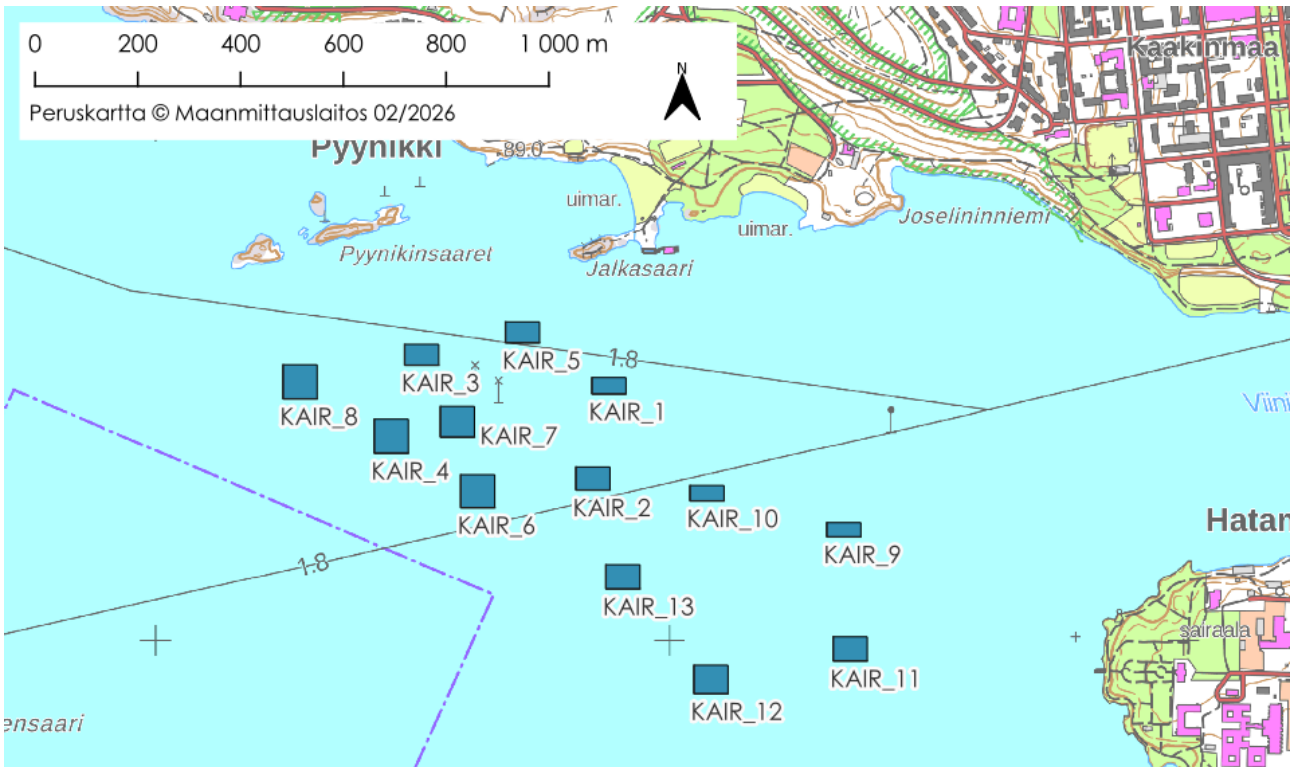 0 200 400 600 800 1 000 m
N
Peruskartta © Maanmittauslaitos 02/2026
Kaakinmaa
Pyynikki
89.0
uimar.
uimar.
Joselininniemi
Pyynikinsaaret
Jalkasaari
KAIR_5
1.8
KAIR_3
KAIR_1
KAIR_8
Viini
KAIR_7
KAIR_4
KAIR_2
KAIR_6
KAIR_10
Hatan
KAIR_9
1.8
KAIR_13
sairaala
KAIR_11
KAIR_12
ensaari